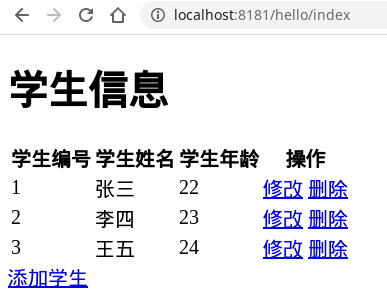 localhost:8181/hello/index
学生信息
学生编号 学生姓名 学生年龄 操作
1 张三 22 修改 删除
2 李四 23 修改 删除
3 王五 24 修改 删除
添加学生